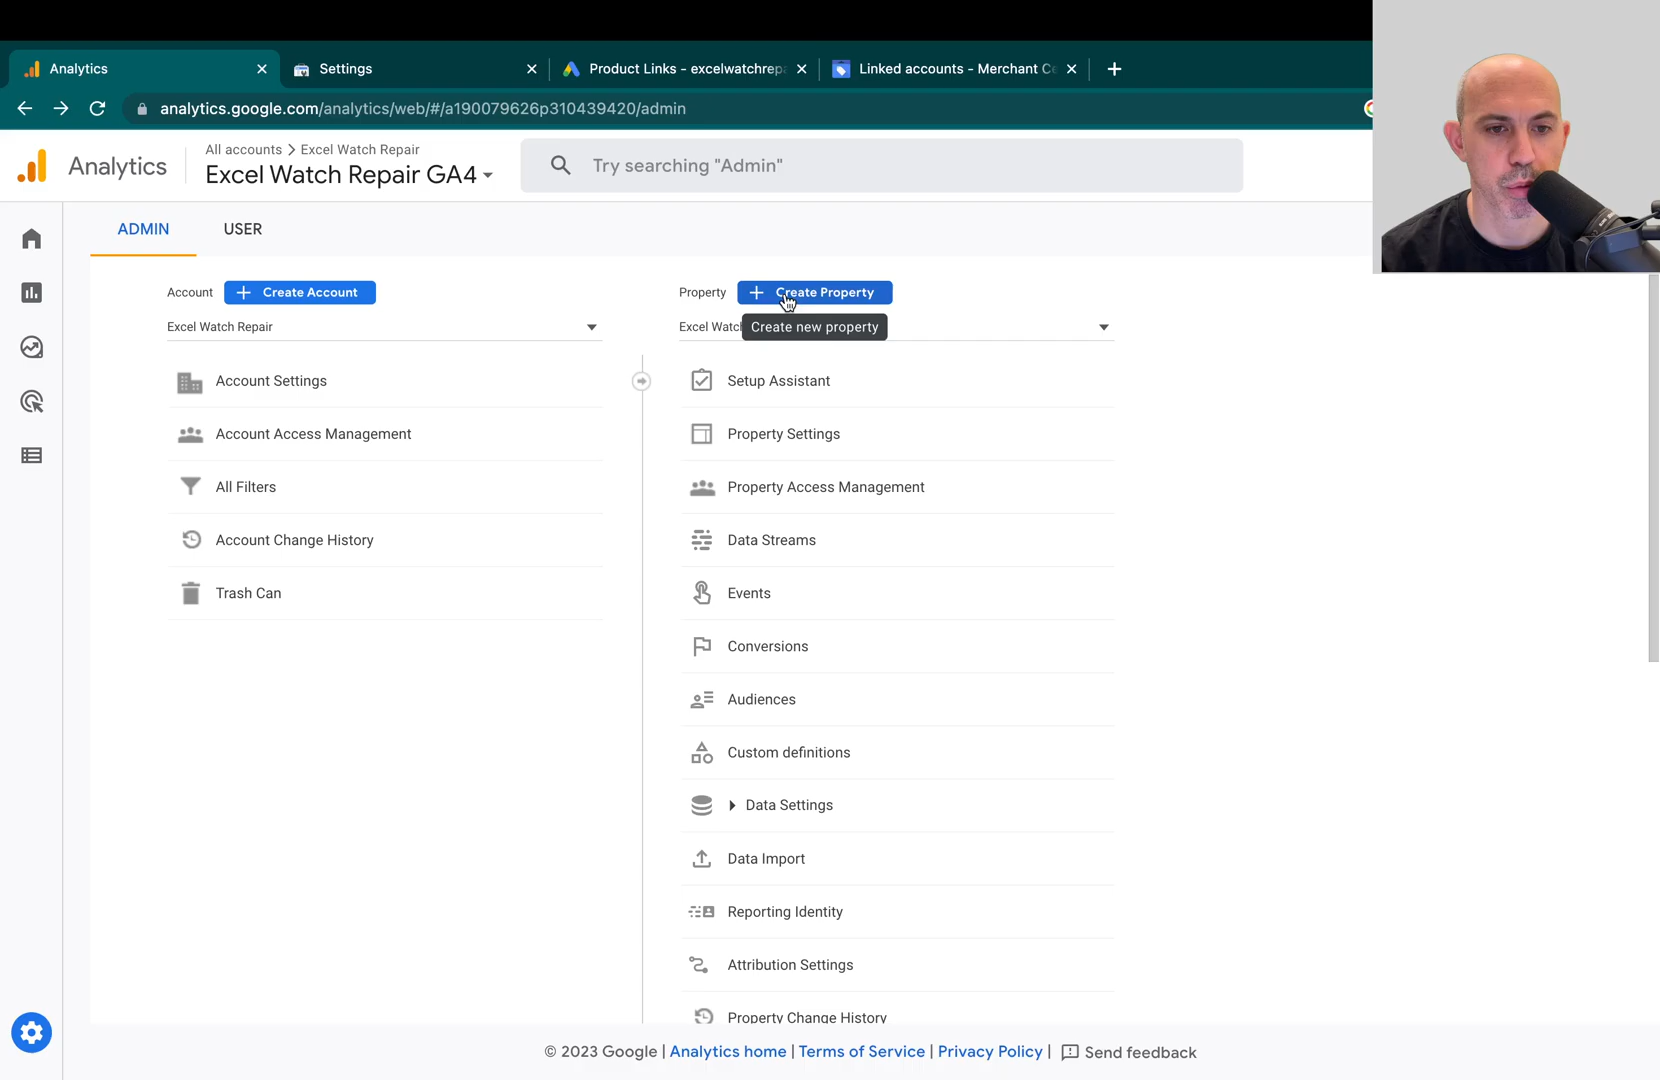 Analytics
Settings
Product Links - excelwatchrepa
Linked accounts - Merchant Ce
analytics.google.com/analytics/web/#/a190079626p310439420/admin
Analytics
All accounts > Excel Watch Repair
Excel Watch Repair GA4
Try searching "Admin"
ADMIN
USER
Account
+ Create Account
Property
+ Create Property
Excel Watch Repair
Excel Watch
Create new property
Account Settings
Account Access Management
All Filters
Account Change History
Trash Can
Setup Assistant
Property Settings
Property Access Management
Data Streams
Events
Conversions
Audiences
Custom definitions
Data Settings
Data Import
Reporting Identity
Attribution Settings
Property Change History
© 2023 Google | Analytics home | Terms of Service | Privacy Policy | Send feedback